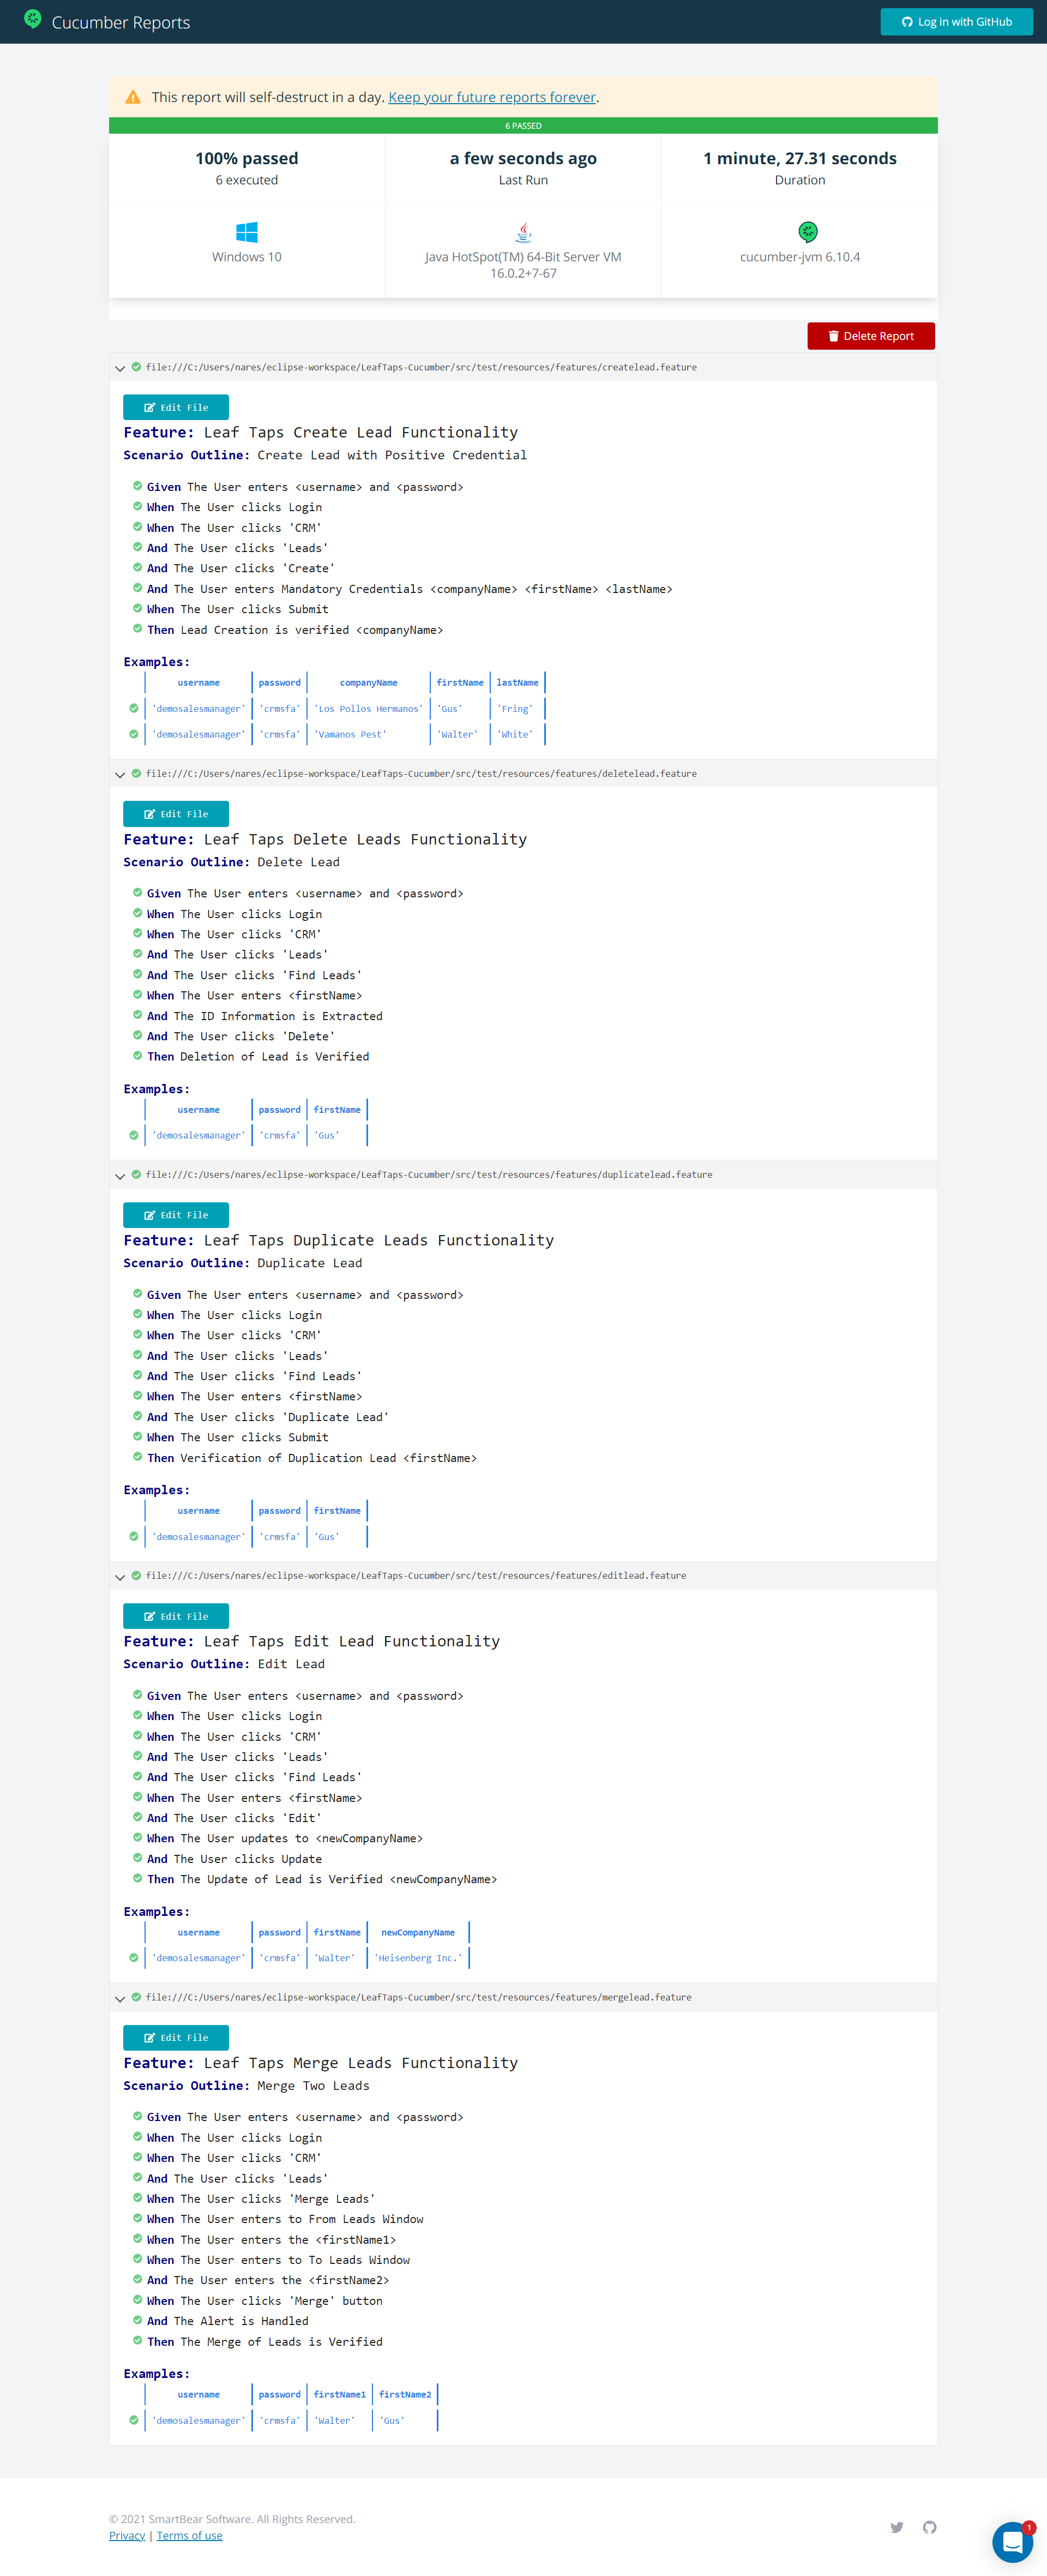 Cucumber Reports
Log in with GitHub
This report will self-destruct in a day. Keep your future reports forever.
6 PASSED
100% passed
6 executed
a few seconds ago
Last Run
1 minute, 27.31 seconds
Duration
Windows 10
Java HotSpot(TM) 64-Bit Server VM
16.0.2+7-67
cucumber-jvm 6.10.4
Delete Report
file:///C:/Users/nares/eclipse-workspace/LeafTaps-Cucumber/src/test/resources/features/createlead.feature
Edit File
Feature: Leaf Taps Create Lead Functionality
Scenario Outline: Create Lead with Positive Credential
Given The User enters <username> and <password>
When The User clicks Login
When The User clicks 'CRM'
And The User clicks 'Leads'
And The User clicks 'Create'
And The User enters Mandatory Credentials <companyName> <firstName> <lastName>
When The User clicks Submit
Then Lead Creation is verified <companyName>
Examples:
username password companyName firstName lastName
'demosalesmanager' 'crmsfa' 'Los Pollos Hermanos' 'Gus' 'Fring'
'demosalesmanager' 'crmsfa' 'Vamanos Pest' 'Walter' 'White'
file:///C:/Users/nares/eclipse-workspace/LeafTaps-Cucumber/src/test/resources/features/deletelead.feature
Edit File
Feature: Leaf Taps Delete Leads Functionality
Scenario Outline: Delete Lead
Given The User enters <username> and <password>
When The User clicks Login
When The User clicks 'CRM'
And The User clicks 'Leads'
And The User clicks 'Find Leads'
When The User enters <firstName>
And The ID Information is Extracted
And The User clicks 'Delete'
Then Deletion of Lead is Verified
Examples:
username password firstName
'demosalesmanager' 'crmsfa' 'Gus'
file:///C:/Users/nares/eclipse-workspace/LeafTaps-Cucumber/src/test/resources/features/duplicatelead.feature
Edit File
Feature: Leaf Taps Duplicate Leads Functionality
Scenario Outline: Duplicate Lead
Given The User enters <username> and <password>
When The User clicks Login
When The User clicks 'CRM'
And The User clicks 'Leads'
And The User clicks 'Find Leads'
When The User enters <firstName>
And The User clicks 'Duplicate Lead'
When The User clicks Submit
Then Verification of Duplication Lead <firstName>
Examples:
username password firstName
'demosalesmanager' 'crmsfa' 'Gus'
file:///C:/Users/nares/eclipse-workspace/LeafTaps-Cucumber/src/test/resources/features/editlead.feature
Edit File
Feature: Leaf Taps Edit Lead Functionality
Scenario Outline: Edit Lead
Given The User enters <username> and <password>
When The User clicks Login
When The User clicks 'CRM'
And The User clicks 'Leads'
And The User clicks 'Find Leads'
When The User enters <firstName>
And The User clicks 'Edit'
When The User updates to <newCompanyName>
And The User clicks Update
Then The Update of Lead is Verified <newCompanyName>
Examples:
username password firstName newCompanyName
'demosalesmanager' 'crmsfa' 'Walter' 'Heisenberg Inc.'
file:///C:/Users/nares/eclipse-workspace/LeafTaps-Cucumber/src/test/resources/features/mergelead.feature
Edit File
Feature: Leaf Taps Merge Leads Functionality
Scenario Outline: Merge Two Leads
Given The User enters <username> and <password>
When The User clicks Login
When The User clicks 'CRM'
And The User clicks 'Leads'
When The User clicks 'Merge Leads'
When The User enters to From Leads Window
When The User enters the <firstName1>
When The User enters to To Leads Window
And The User enters the <firstName2>
When The User clicks 'Merge' button
And The Alert is Handled
Then The Merge of Leads is Verified
Examples:
username password firstName1 firstName2
'demosalesmanager' 'crmsfa' 'Walter' 'Gus'
© 2021 SmartBear Software. All Rights Reserved.
Privacy | Terms of use
1